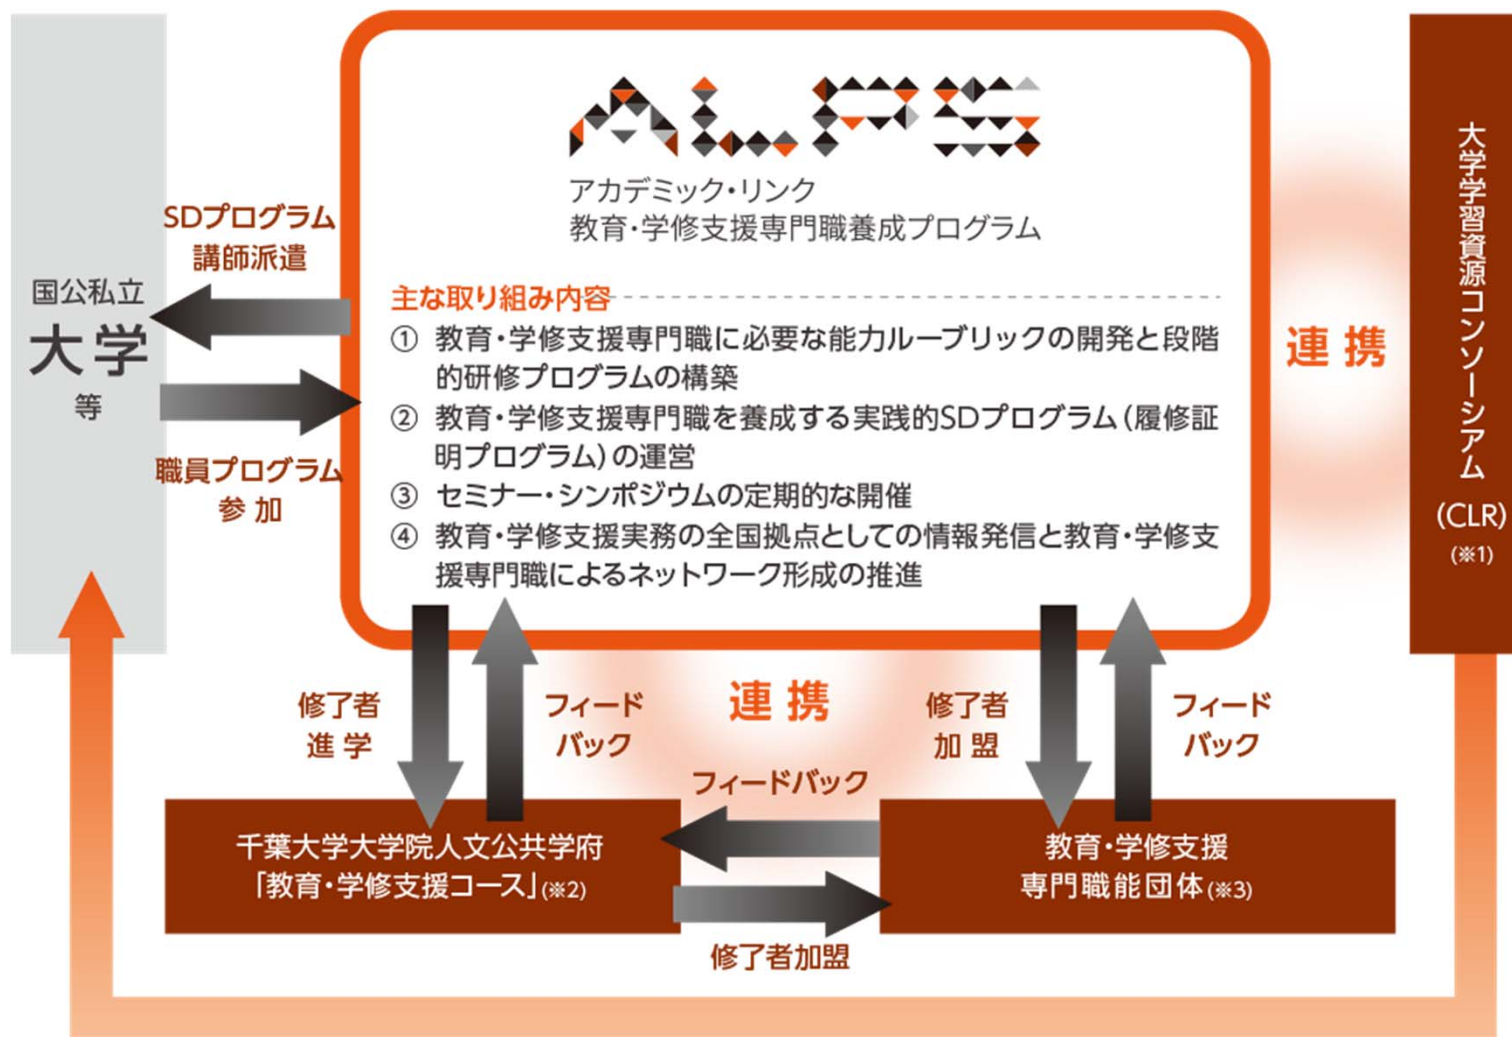 ALPS
アカデミック・リンク
教育・学修支援専門職養成プログラム
主な取り組み内容
① 教育・学修支援専門職に必要な能力ルーブリックの開発と段階
的研修プログラムの構築
② 教育・学修支援専門職を養成する実践的SDプログラム（履修証
明プログラム）の運営
③ セミナー・シンポジウムの定期的な開催
④ 教育・学修支援実務の全国拠点としての情報発信と教育・学修支
援専門職によるネットワーク形成の推進
国公私立
大学
等
SDプログラム
講師派遣
職員プログラム
参加
連携
大学学習資源コンソーシアム
(CLR)
(※1)
修了者
進学
フィード
バック
連携
修了者
加盟
フィード
バック
フィードバック
千葉大学大学院人文公共学府
「教育・学修支援コース」(※2)
教育・学修支援
専門職能団体(※3)
修了者加盟